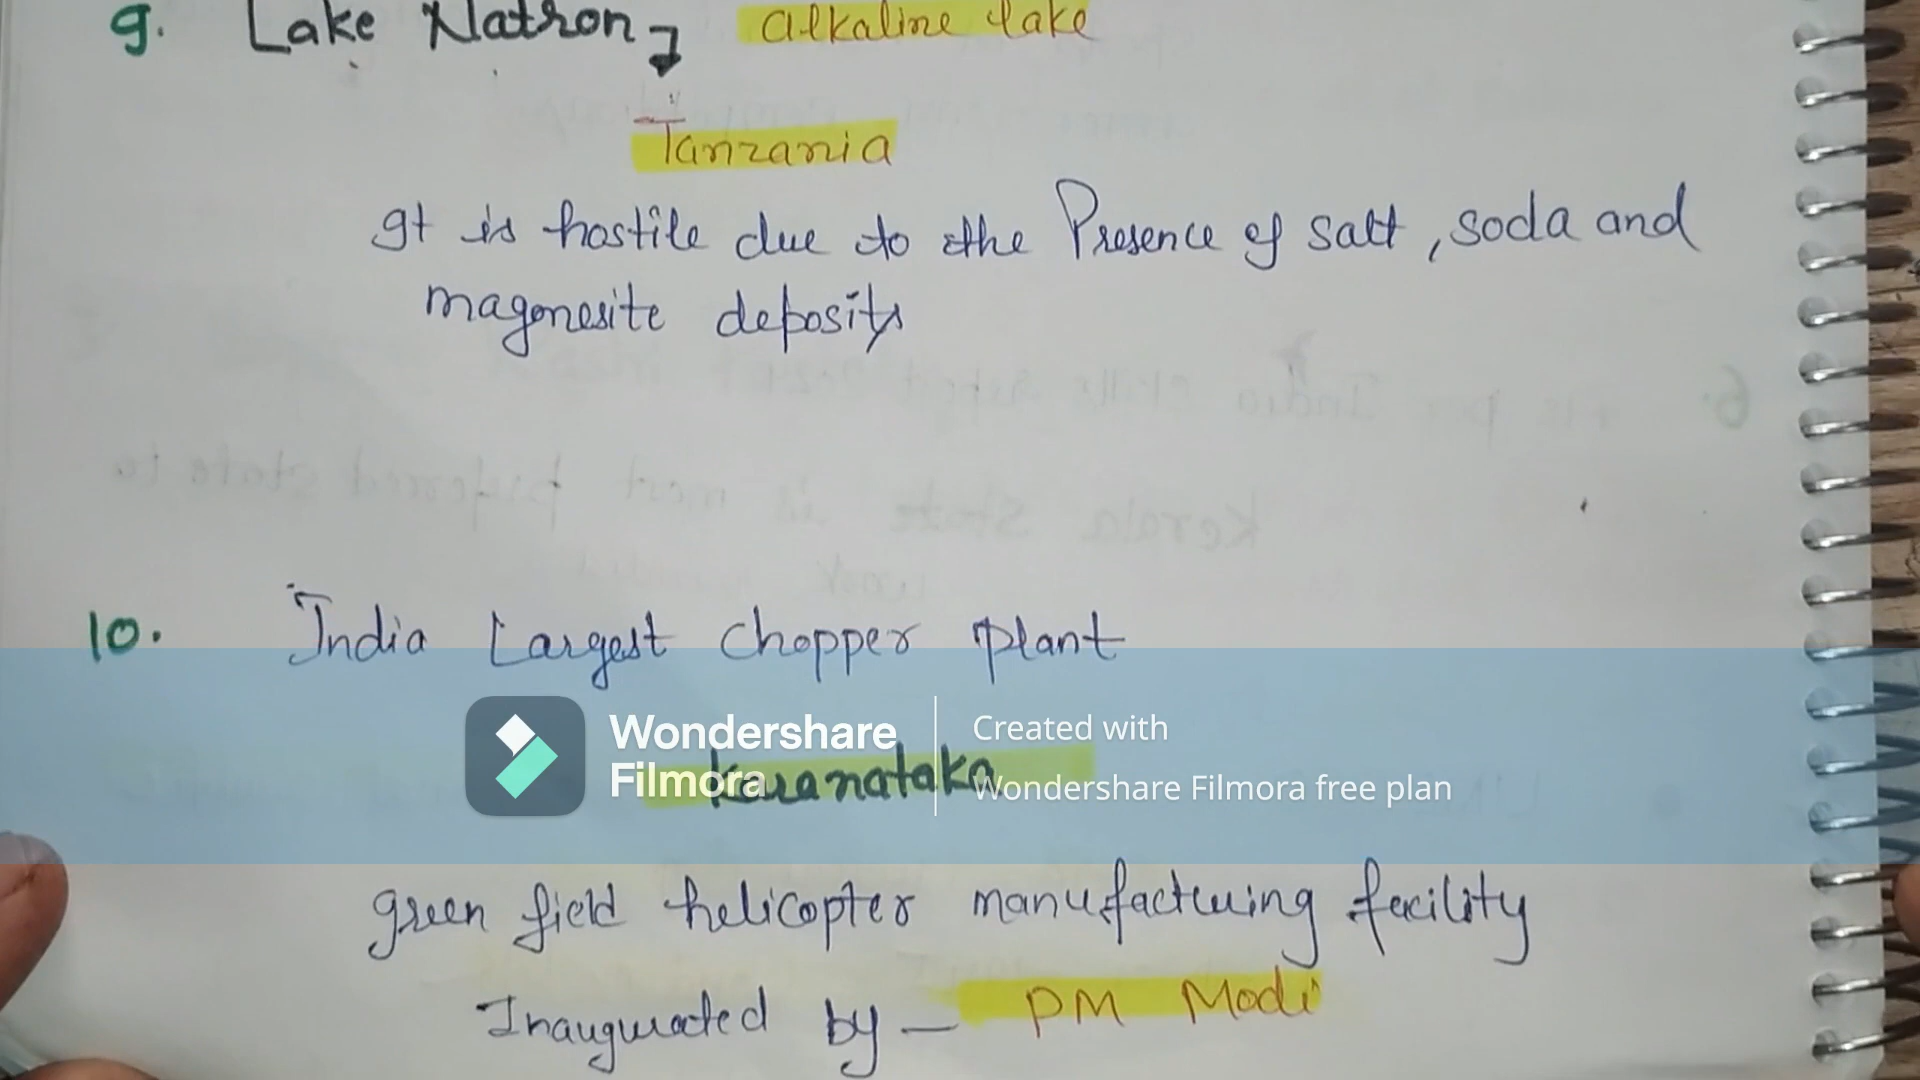 9. Lake Natron → Alkaline lake
Tanzania
It is hostile due to the Presence of salt, soda and
magonesite deposits
10. India Largest Chopper plant
Karanataka
Wondershare Filmora
Created with
Wondershare Filmora free plan
green field helicopter manufactuing facility
Inaugurated by - PM Modi